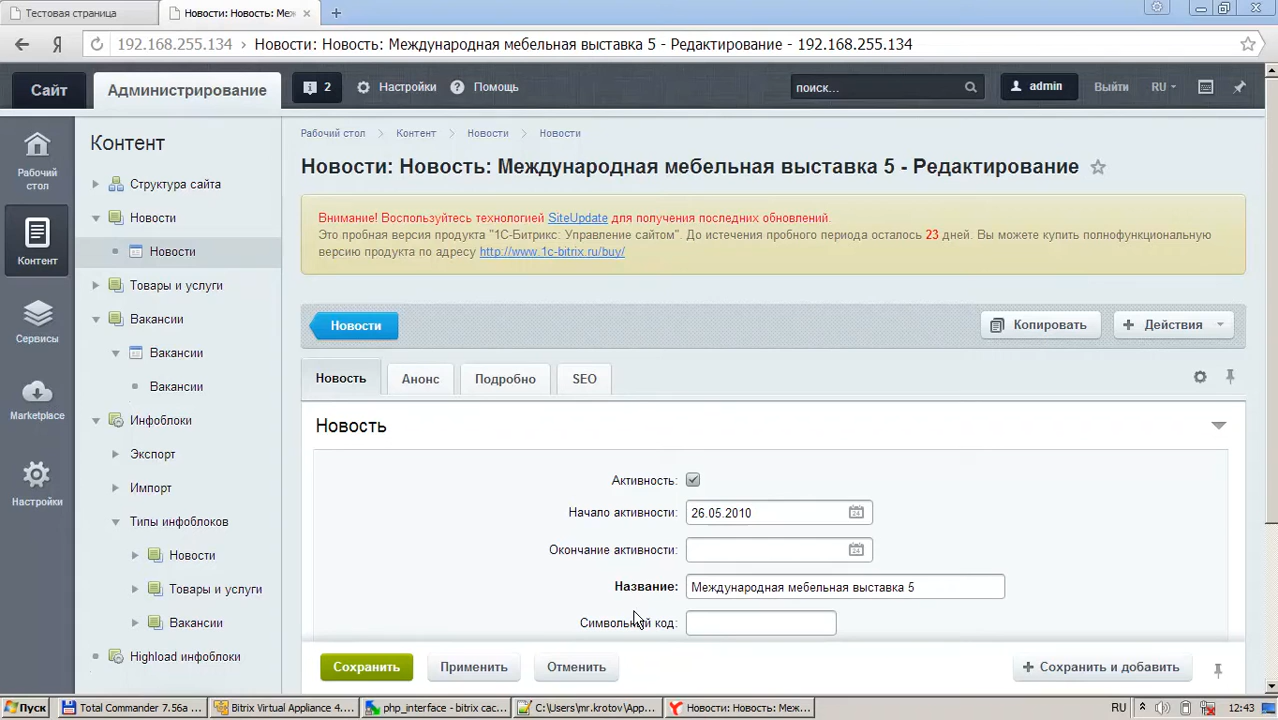 Тестовая страница
Новости: Новость: Ме
192.168.255.134 › Новости: Новость: Международная мебельная выставка 5 - Редактирование - 192.168.255.134
Сайт
Администрирование
2
Настройки
Помощь
поиск...
admin
Выйти
RU
Рабочий стол
Контент
Сервисы
Marketplace
Настройки
Контент
Структура сайта
Новости
Новости
Товары и услуги
Вакансии
Вакансии
Вакансии
Инфоблоки
Экспорт
Импорт
Типы инфоблоков
Новости
Товары и услуги
Вакансии
Highload инфоблоки
Рабочий стол > Контент > Новости > Новости
Новости: Новость: Международная мебельная выставка 5 - Редактирование
Внимание! Воспользуйтесь технологией SiteUpdate для получения последних обновлений.
Это пробная версия продукта "1С-Битрикс: Управление сайтом". До истечения пробного периода осталось 23 дней. Вы можете купить полнофункциональную
версию продукта по адресу http://www.1c-bitrix.ru/buy/
Новости
Копировать
Действия
Новость
Анонс
Подробно
SEO
Новость
Активность:
Начало активности: 26.05.2010
Окончание активности:
Название: Международная мебельная выставка 5
Символьный код:
Сохранить
Применить
Отменить
+ Сохранить и добавить
Пуск
Total Commander 7.56a ...
Bitrix Virtual Appliance 4....
php_interface - bitrix сас...
C:\Users\mr.krotov\App...
Новости: Новость: Меж...
RU
12:43